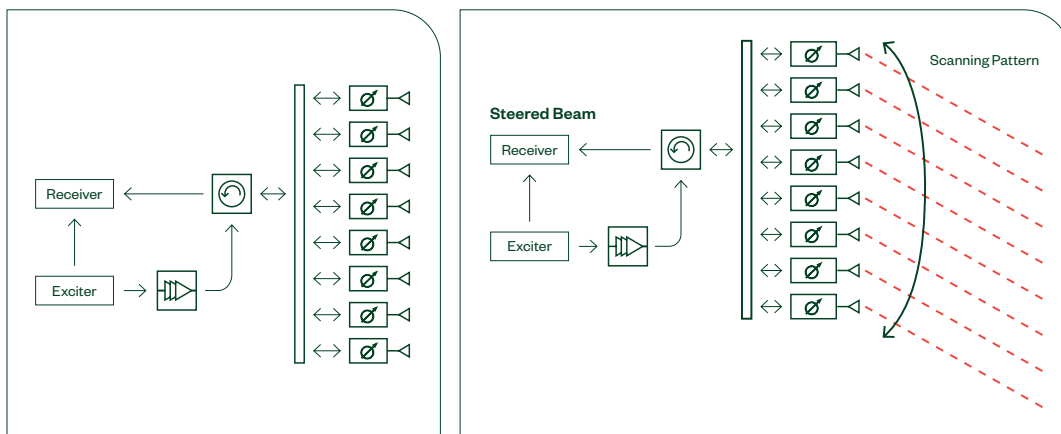 Receiver
Exciter
Steered Beam
Receiver
Exciter
Scanning Pattern